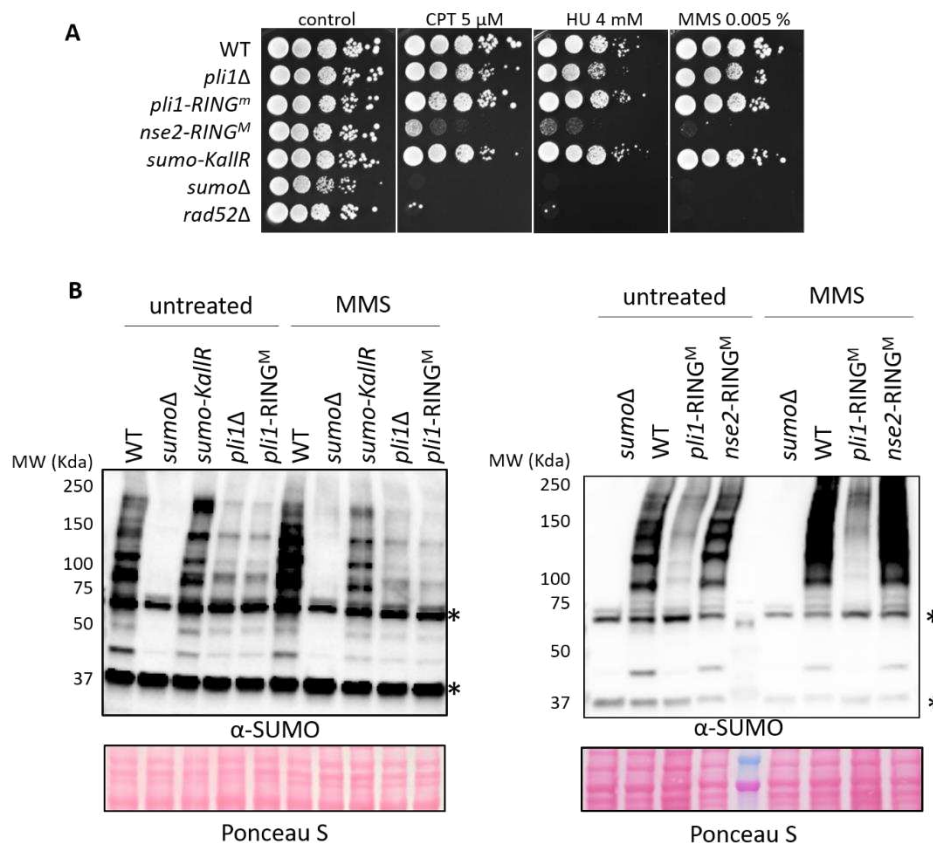 A
control CPT 5 µM HU 4 mM MMS 0.005 %
WT
pli1Δ
pli1-RINGᵐ
nse2-RINGᴹ
sumo-KallR
sumoΔ
rad52Δ
B
untreated MMS
WT
sumoΔ
sumo-KallR
pli1Δ
pli1-RINGᴹ
WT
sumoΔ
sumo-KallR
pli1Δ
pli1-RINGᴹ
MW (Kda)
250
150
100
75
50
37
*
*
α-SUMO
Ponceau S
untreated MMS
sumoΔ
WT
pli1-RINGᴹ
nse2-RINGᴹ
sumoΔ
WT
pli1-RINGᴹ
nse2-RINGᴹ
MW (Kda)
250
150
100
75
50
37
*
*
α-SUMO
Ponceau S